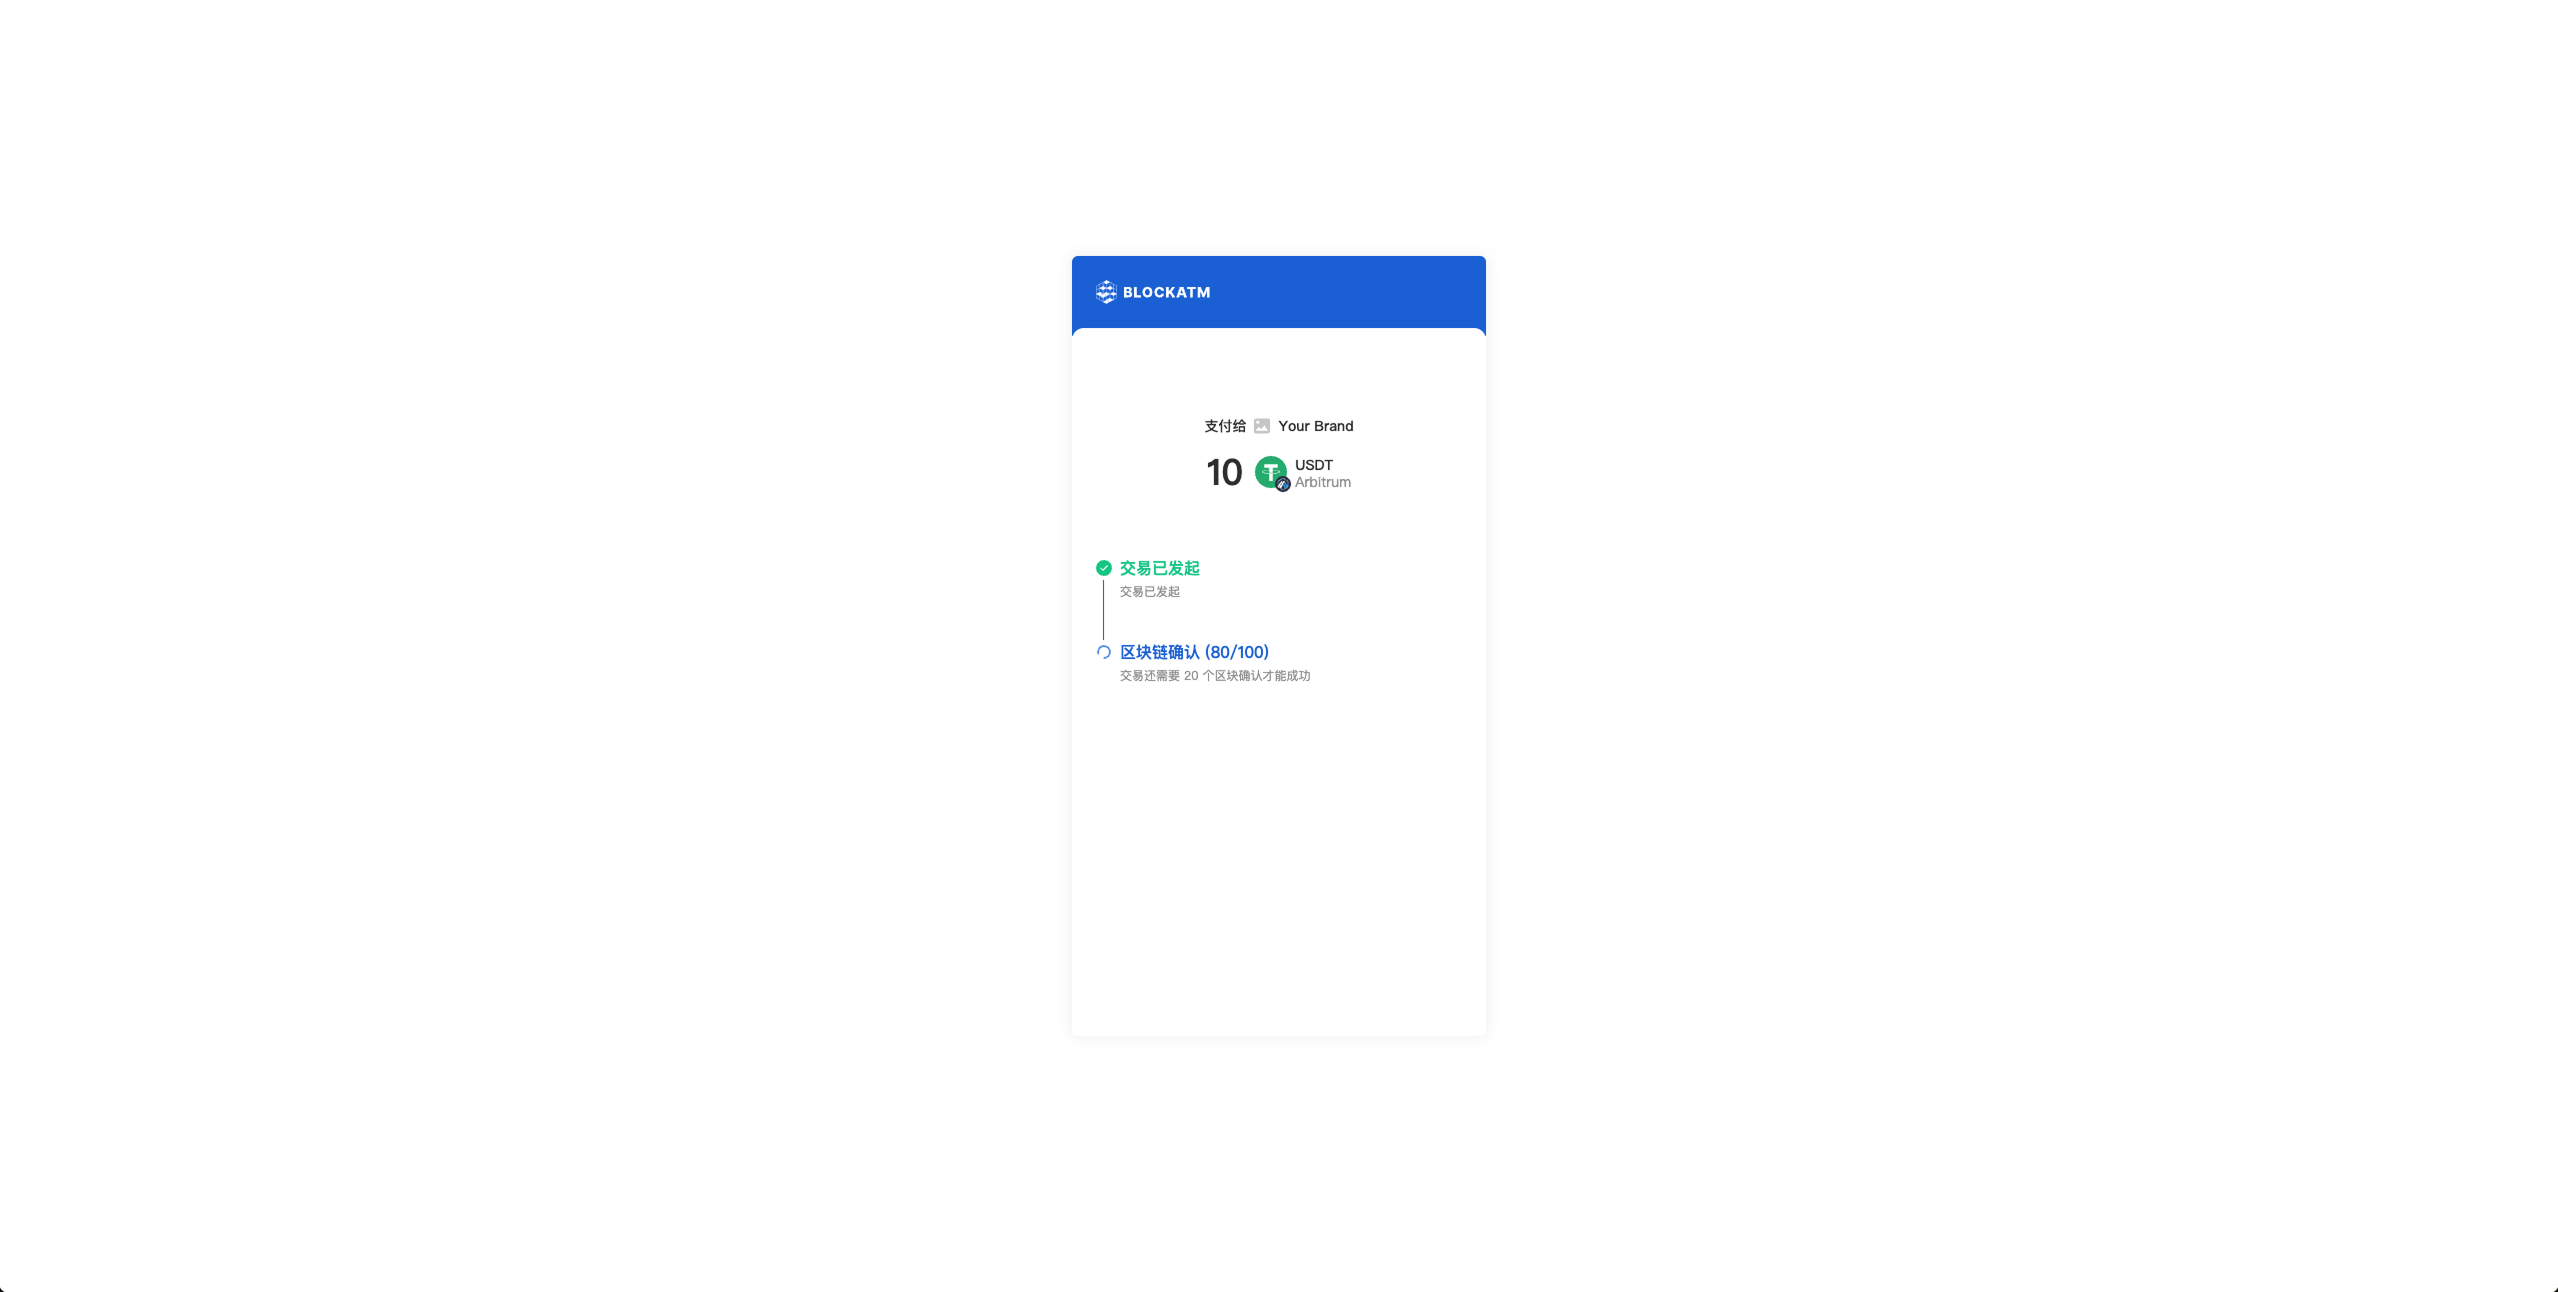 BLOCKATM
支付给 Your Brand
10 USDT
Arbitrum
交易已发起
交易已发起
区块链确认 (80/100)
交易还需要 20 个区块确认才能成功